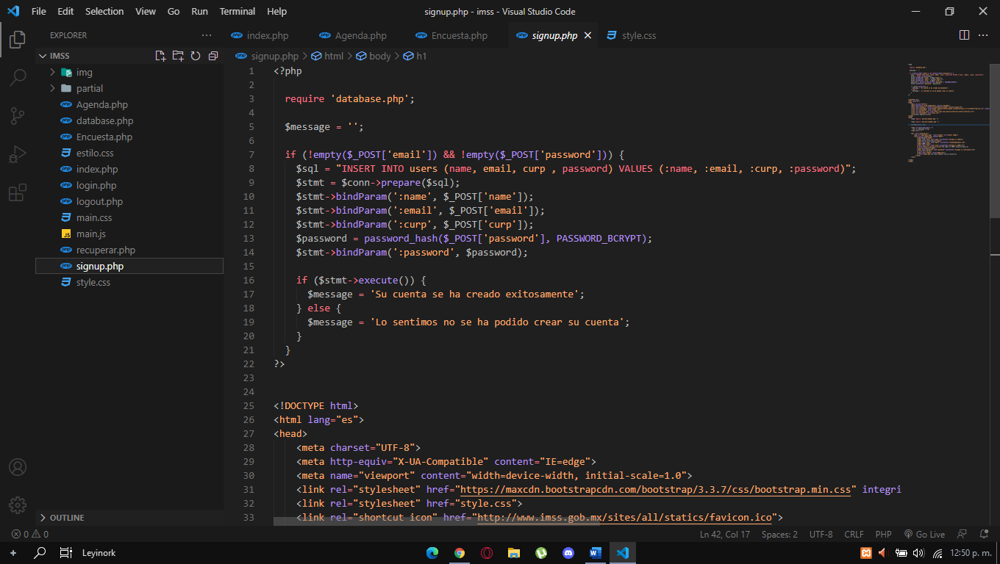 File Edit Selection View Go Run Terminal Help signup.php - imss - Visual Studio Code
EXPLORER
index.php Agenda.php Encuesta.php signup.php style.css
IMSS
signup.php > html > body > h1
img
partial
Agenda.php
database.php
Encuesta.php
estilo.css
index.php
login.php
logout.php
main.css
main.js
recuperar.php
signup.php
style.css
OUTLINE
1 <?php
2
3 require 'database.php';
4
5 $message = '';
6
7 if (!empty($_POST['email']) && !empty($_POST['password'])) {
8 $sql = "INSERT INTO users (name, email, curp , password) VALUES (:name, :email, :curp, :password)";
9 $stmt = $conn->prepare($sql);
10 $stmt->bindParam(':name', $_POST['name']);
11 $stmt->bindParam(':email', $_POST['email']);
12 $stmt->bindParam(':curp', $_POST['curp']);
13 $password = password_hash($_POST['password'], PASSWORD_BCRYPT);
14 $stmt->bindParam(':password', $password);
15
16 if ($stmt->execute()) {
17 $message = 'Su cuenta se ha creado exitosamente';
18 } else {
19 $message = 'Lo sentimos no se ha podido crear su cuenta';
20 }
21 }
22 ?>
23
24
25 <!DOCTYPE html>
26 <html lang="es">
27 <head>
28 <meta charset="UTF-8">
29 <meta http-equiv="X-UA-Compatible" content="IE=edge">
30 <meta name="viewport" content="width=device-width, initial-scale=1.0">
31 <link rel="stylesheet" href="https://maxcdn.bootstrapcdn.com/bootstrap/3.3.7/css/bootstrap.min.css" integri
32 <link rel="stylesheet" href="style.css">
33 <link rel="shortcut icon" href="http://www.imss.gob.mx/sites/all/statics/favicon.ico">
0 0 Ln 42, Col 17 Spaces: 2 UTF-8 CRLF PHP Go Live
Leyinork 12:50 p. m.